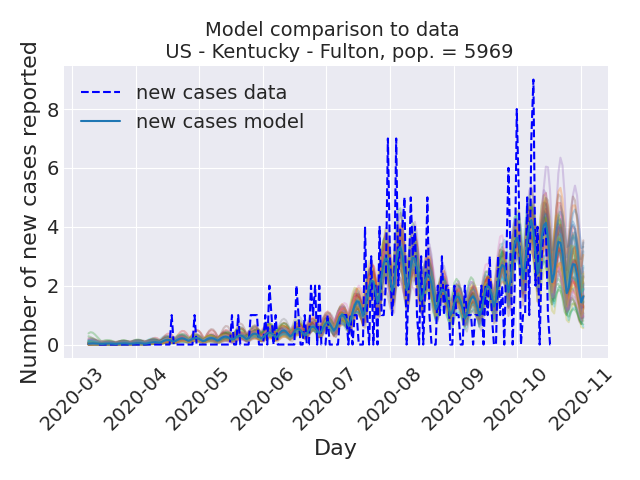 Model comparison to data
US - Kentucky - Fulton, pop. = 5969
Number of new cases reported
new cases data
new cases model
8
6
4
2
0
2020-03
2020-04
2020-05
2020-06
2020-07
2020-08
2020-09
2020-10
2020-11
Day